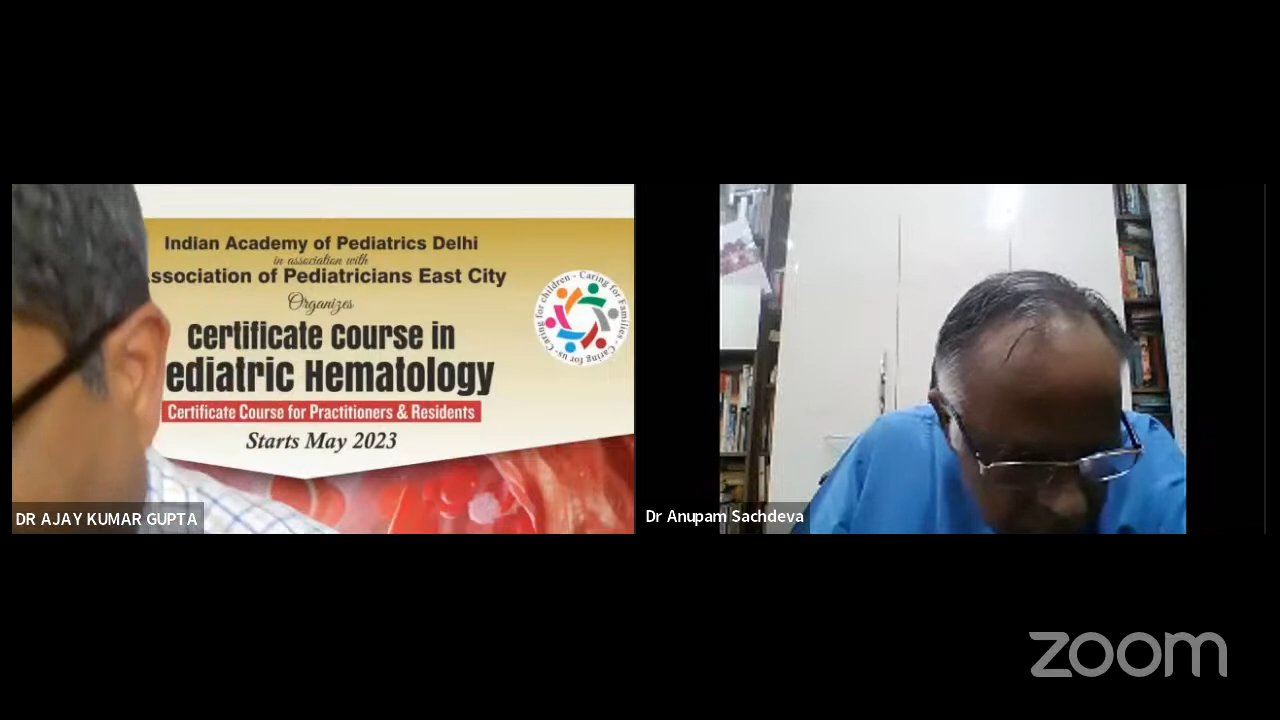 Indian Academy of Pediatrics Delhi
in association with
ssociation of Pediatricians East City
Organizes
Certificate Course in
ediatric Hematology
Certificate Course for Practitioners & Residents
Starts May 2023
Caring for children - Caring for Families - Caring for us -
DR AJAY KUMAR GUPTA
Dr Anupam Sachdeva
zoom